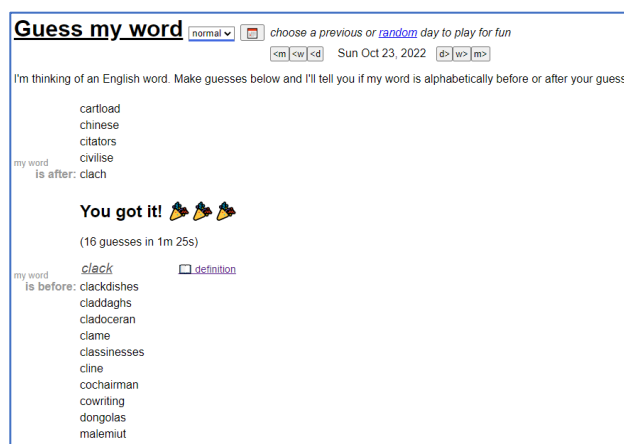 Guess my word normal choose a previous or random day to play for fun
<m <w <d Sun Oct 23, 2022 d> w> m>
I'm thinking of an English word. Make guesses below and I'll tell you if my word is alphabetically before or after your guess
cartload
chinese
citators
civilise
my word
is after: clach
You got it!
(16 guesses in 1m 25s)
clack definition
my word
is before: clackdishes
claddaghs
cladoceran
clame
classinesses
cline
cochairman
cowriting
dongolas
malemiut